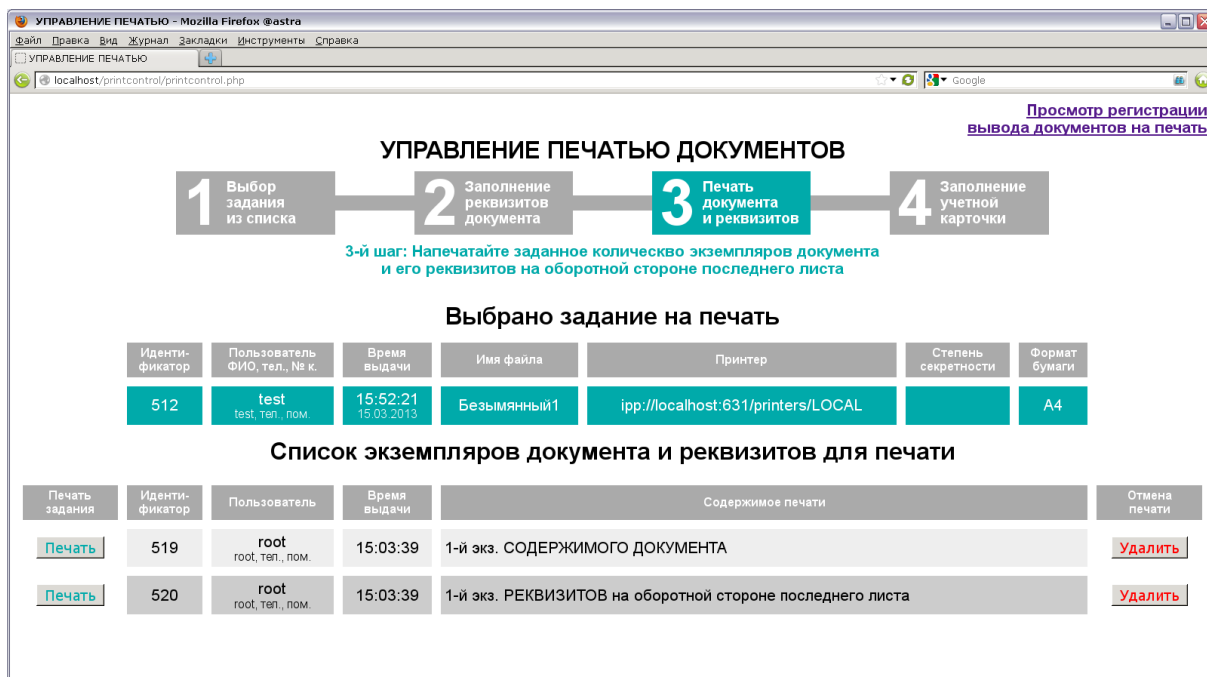 УПРАВЛЕНИЕ ПЕЧАТЬЮ - Mozilla Firefox @astra
Файл Правка Вид Журнал Закладки Инструменты Справка
УПРАВЛЕНИЕ ПЕЧАТЬЮ
localhost/printcontrol/printcontrol.php
Google
Просмотр регистрации
вывода документов на печать
УПРАВЛЕНИЕ ПЕЧАТЬЮ ДОКУМЕНТОВ
1 Выбор
задания
из списка
2 Заполнение
реквизитов
документа
3 Печать
документа
и реквизитов
4 Заполнение
учетной
карточки
3-й шаг: Напечатайте заданное колическво экземпляров документа
и его реквизитов на оборотной стороне последнего листа
Выбрано задание на печать
Иденти-
фикатор
Пользователь
ФИО, тел., № к.
Время
выдачи
Имя файла
Принтер
Степень
секретности
Формат
бумаги
512
test
test, тел., пом.
15:52:21
15.03.2013
Безымянный1
ipp://localhost:631/printers/LOCAL
A4
Список экземпляров документа и реквизитов для печати
Печать
задания
Иденти-
фикатор
Пользователь
Время
выдачи
Содержимое печати
Отмена
печати
Печать
519
root
root, тел., пом.
15:03:39
1-й экз. СОДЕРЖИМОГО ДОКУМЕНТА
Удалить
Печать
520
root
root, тел., пом.
15:03:39
1-й экз. РЕКВИЗИТОВ на оборотной стороне последнего листа
Удалить